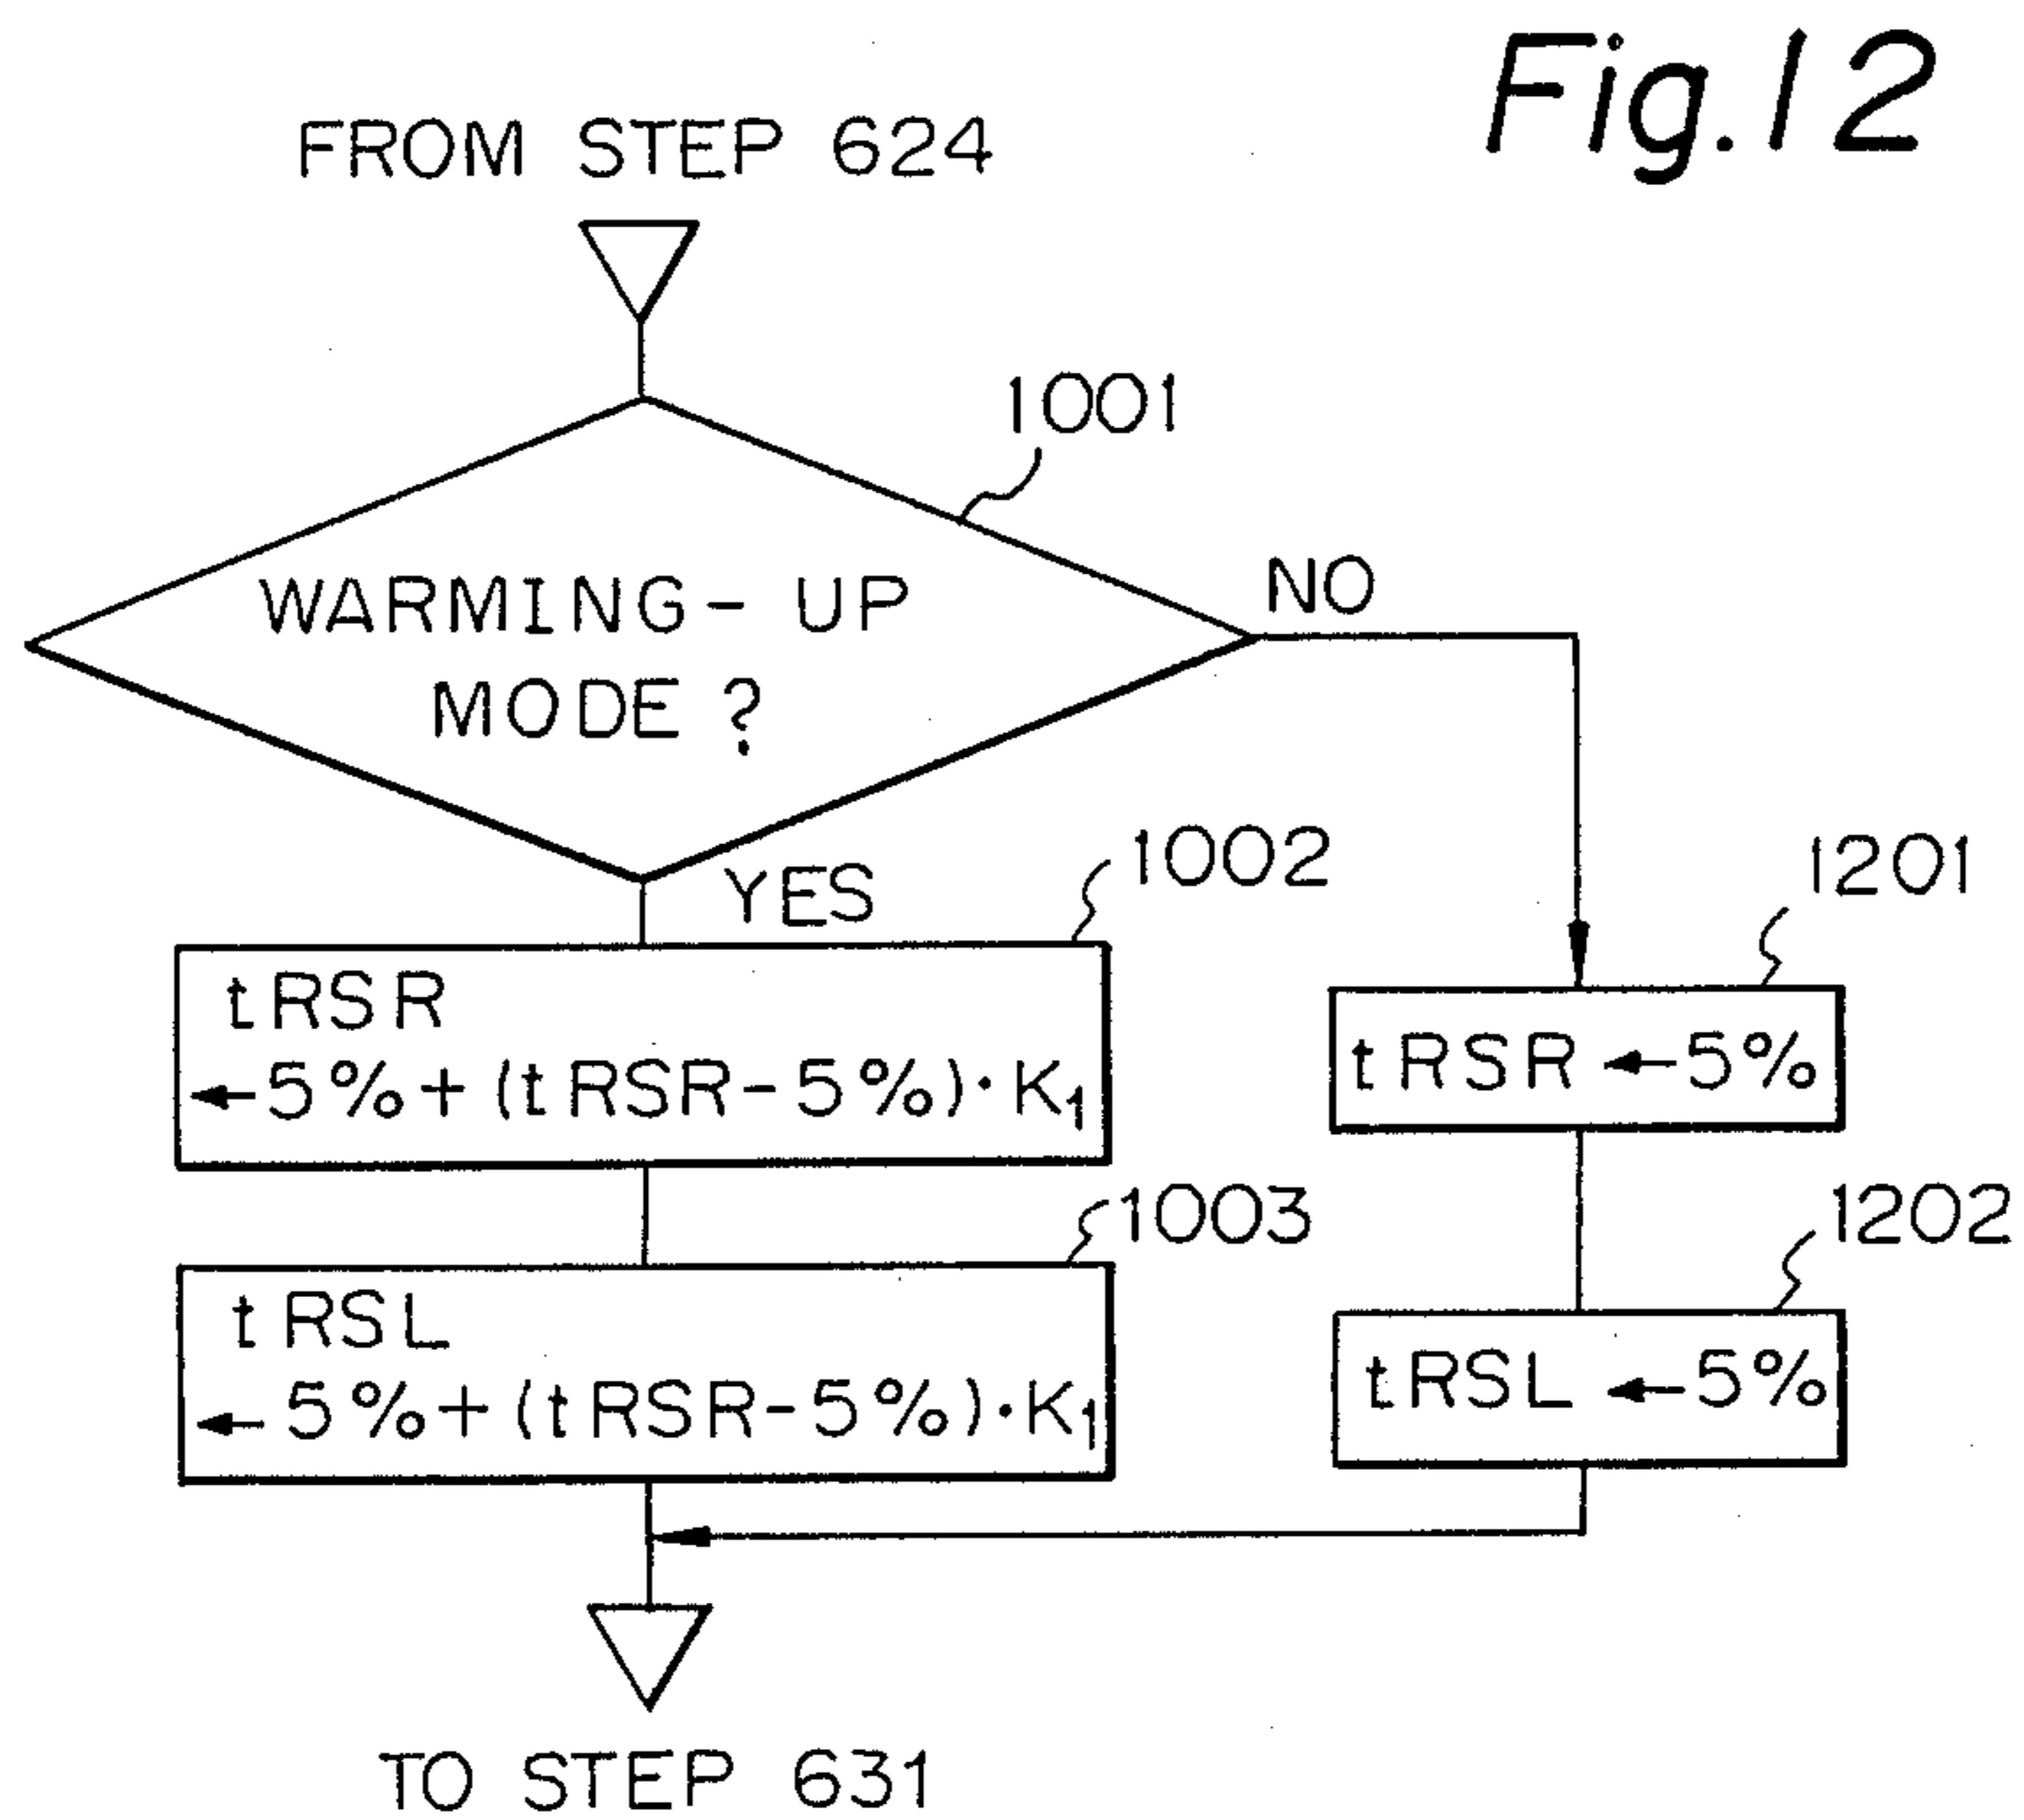 Fig. 12
FROM STEP 624
1001
WARMING-UP
MODE ?
NO
YES
1002
tRSR
←5%+(tRSR-5%)·K₁
1201
tRSR←5%
1003
tRSL
←5%+(tRSR-5%)·K₁
1202
tRSL←5%
TO STEP 631